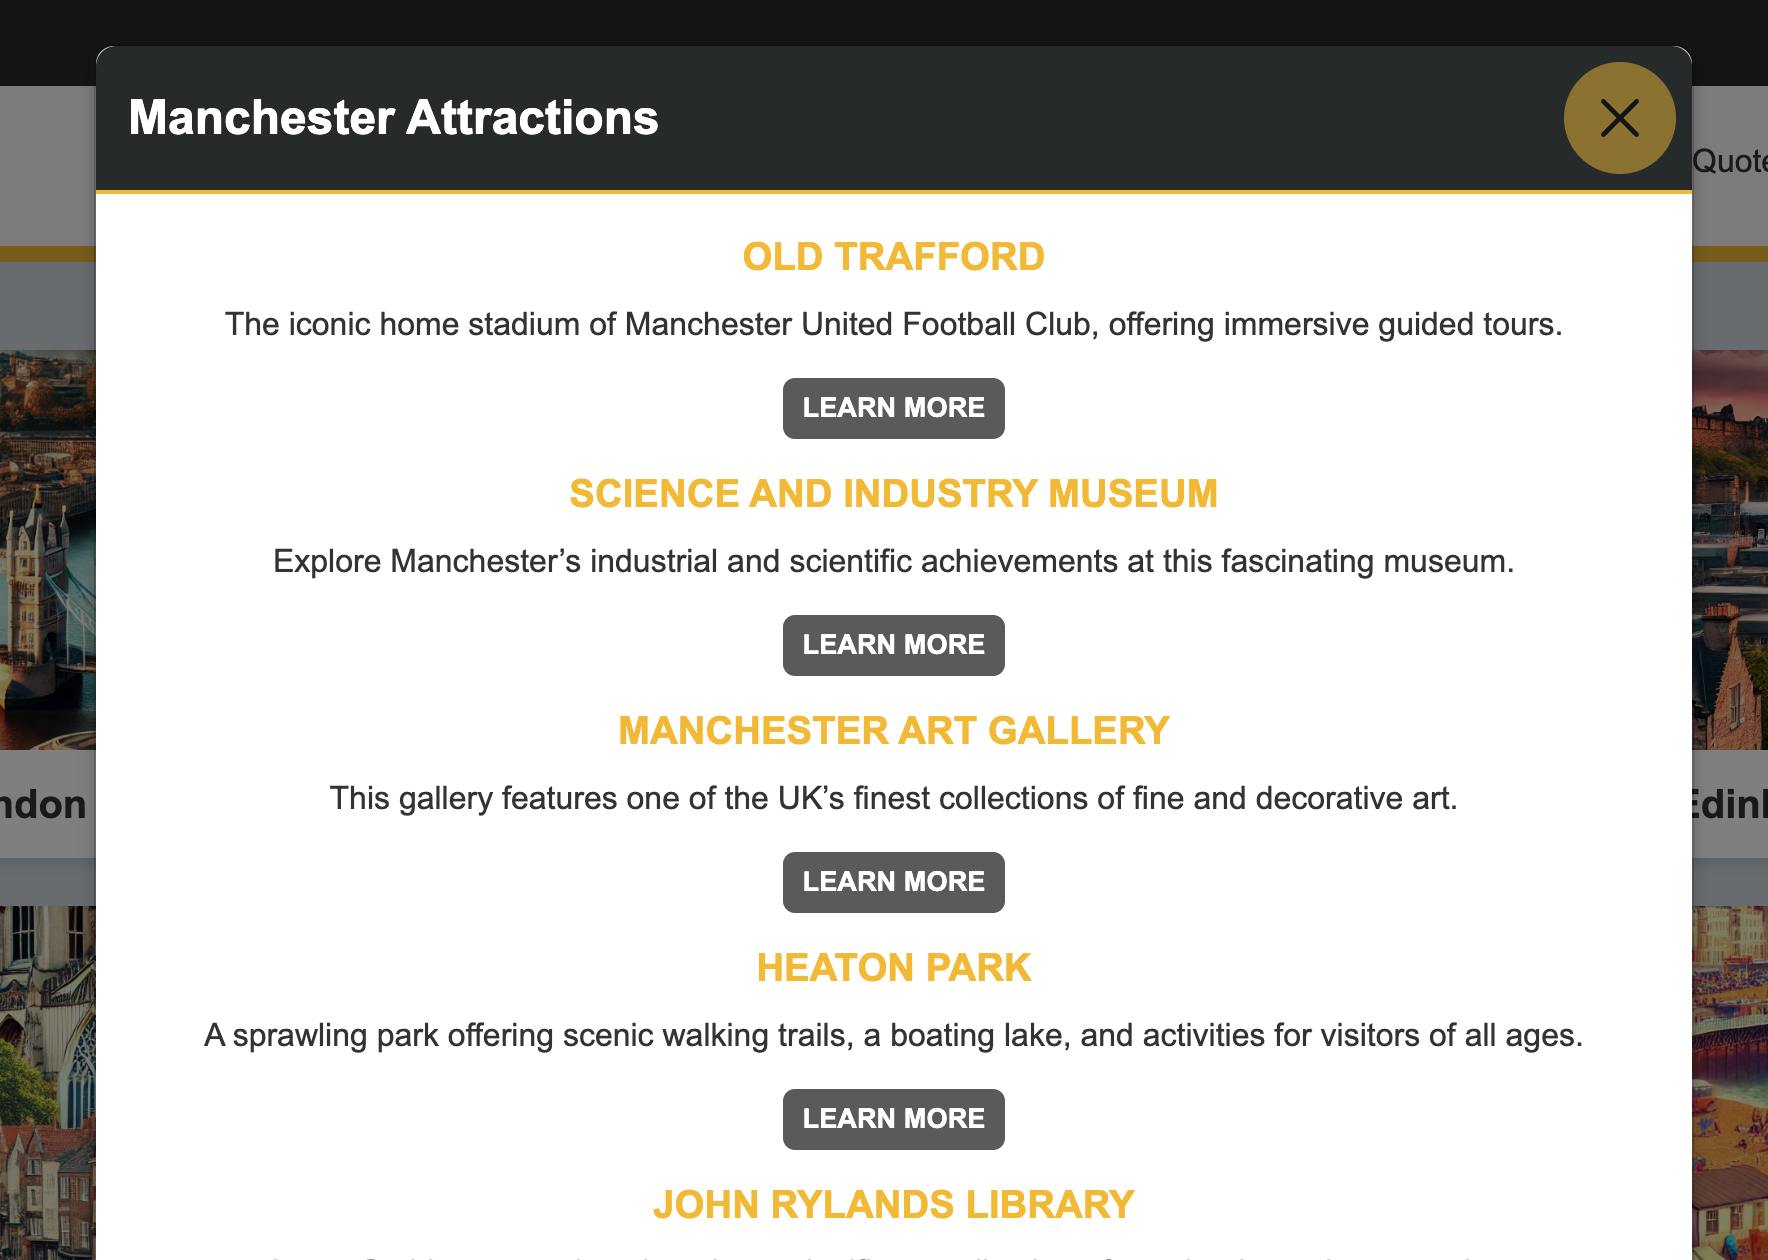 Manchester Attractions
Quote
OLD TRAFFORD
The iconic home stadium of Manchester United Football Club, offering immersive guided tours.
LEARN MORE
SCIENCE AND INDUSTRY MUSEUM
Explore Manchester’s industrial and scientific achievements at this fascinating museum.
LEARN MORE
MANCHESTER ART GALLERY
This gallery features one of the UK’s finest collections of fine and decorative art.
ndon
Edin
LEARN MORE
HEATON PARK
A sprawling park offering scenic walking trails, a boating lake, and activities for visitors of all ages.
LEARN MORE
JOHN RYLANDS LIBRARY